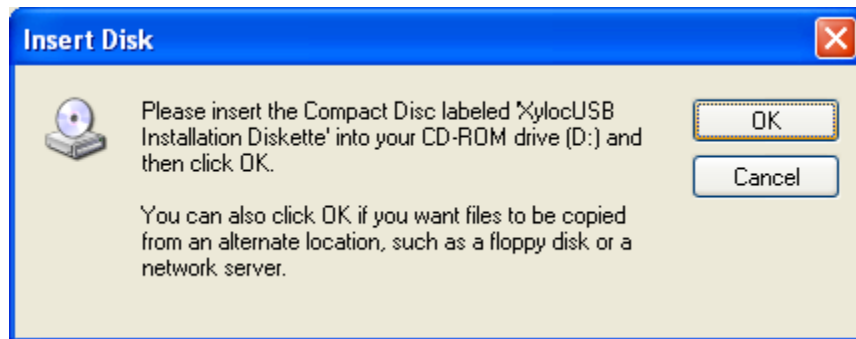 Insert Disk
Please insert the Compact Disc labeled 'XylocUSB
Installation Diskette' into your CD-ROM drive (D:) and
then click OK.
You can also click OK if you want files to be copied
from an alternate location, such as a floppy disk or a
network server.
OK
Cancel